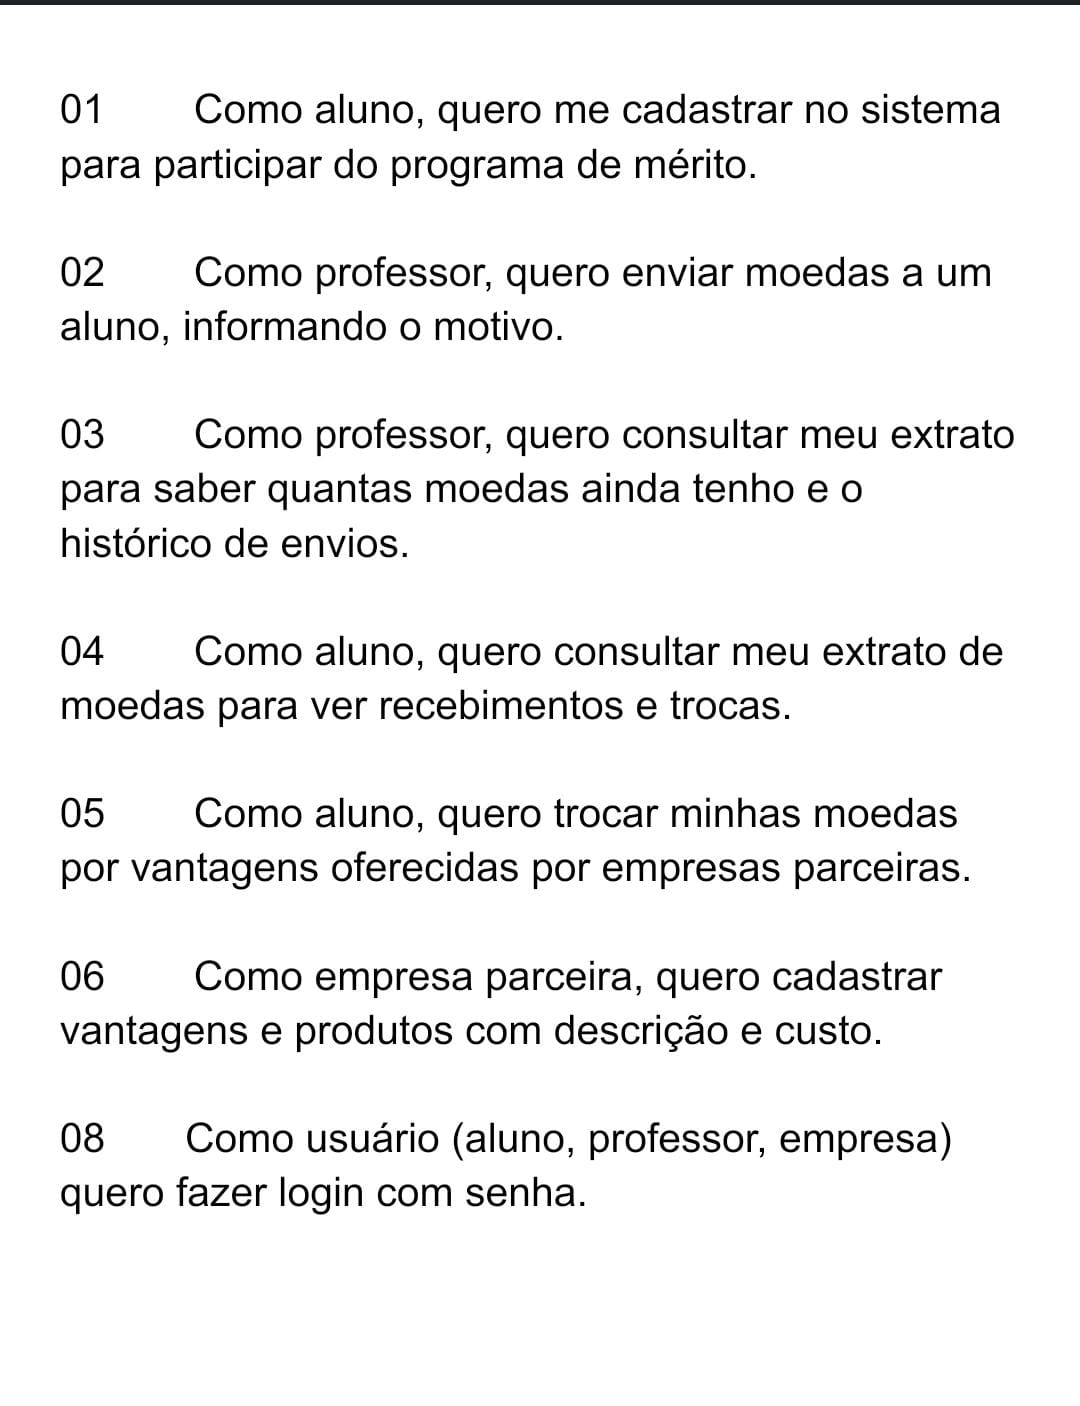 01 Como aluno, quero me cadastrar no sistema
para participar do programa de mérito.
02 Como professor, quero enviar moedas a um
aluno, informando o motivo.
03 Como professor, quero consultar meu extrato
para saber quantas moedas ainda tenho e o
histórico de envios.
04 Como aluno, quero consultar meu extrato de
moedas para ver recebimentos e trocas.
05 Como aluno, quero trocar minhas moedas
por vantagens oferecidas por empresas parceiras.
06 Como empresa parceira, quero cadastrar
vantagens e produtos com descrição e custo.
08 Como usuário (aluno, professor, empresa)
quero fazer login com senha.